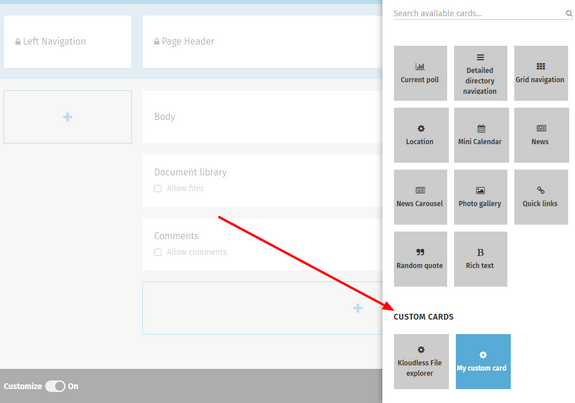 Search available cards...
Left Navigation
Page Header
Current poll
Detailed
directory
navigation
Grid navigation
Body
Location
Mini Calendar
News
Document library
Allow files
News Carousel
Photo gallery
Quick links
Comments
Allow comments
Random quote
B
Rich text
CUSTOM CARDS
Kloudless File
explorer
My custom card
Customize
On